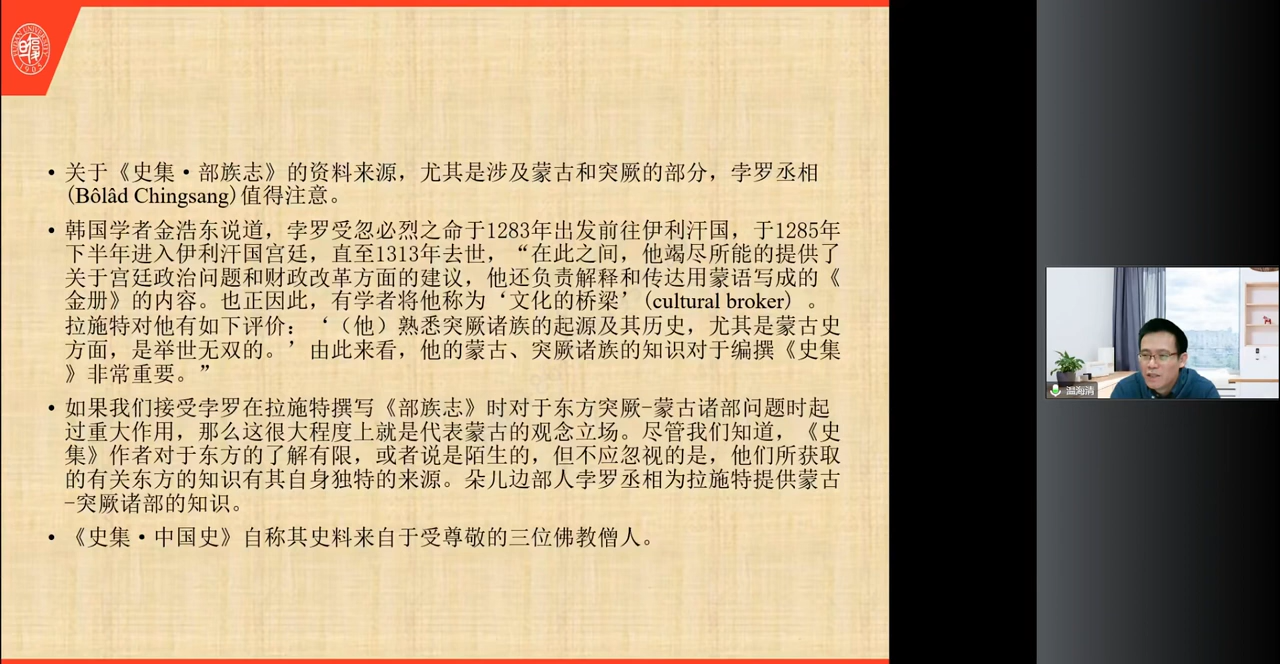 FUDAN UNIVERSITY
1905
• 关于《史集·部族志》的资料来源，尤其是涉及蒙古和突厥的部分，孛罗丞相
(Bôlâd Chingsang)值得注意。
• 韩国学者金浩东说道，孛罗受忽必烈之命于1283年出发前往伊利汗国，于1285年
下半年进入伊利汗国宫廷，直至1313年去世，“在此之间，他竭尽所能的提供了
关于宫廷政治问题和财政改革方面的建议，他还负责解释和传达用蒙语写成的《
金册》的内容。也正因此，有学者将他称为‘文化的桥梁’(cultural broker) 。
拉施特对他有如下评价：‘（他）熟悉突厥诸族的起源及其历史，尤其是蒙古史
方面，是举世无双的。’由此来看，他的蒙古、突厥诸族的知识对于编撰《史集
》非常重要。”
• 如果我们接受孛罗在拉施特撰写《部族志》时对于东方突厥-蒙古诸部问题时起
过重大作用，那么这很大程度上就是代表蒙古的观念立场。尽管我们知道，《史
集》作者对于东方的了解有限，或者说是陌生的，但不应忽视的是，他们所获取
的有关东方的知识有其自身独特的来源。朵儿边部人孛罗丞相为拉施特提供蒙古
-突厥诸部的知识。
• 《史集·中国史》自称其史料来自于受尊敬的三位佛教僧人。
温海清